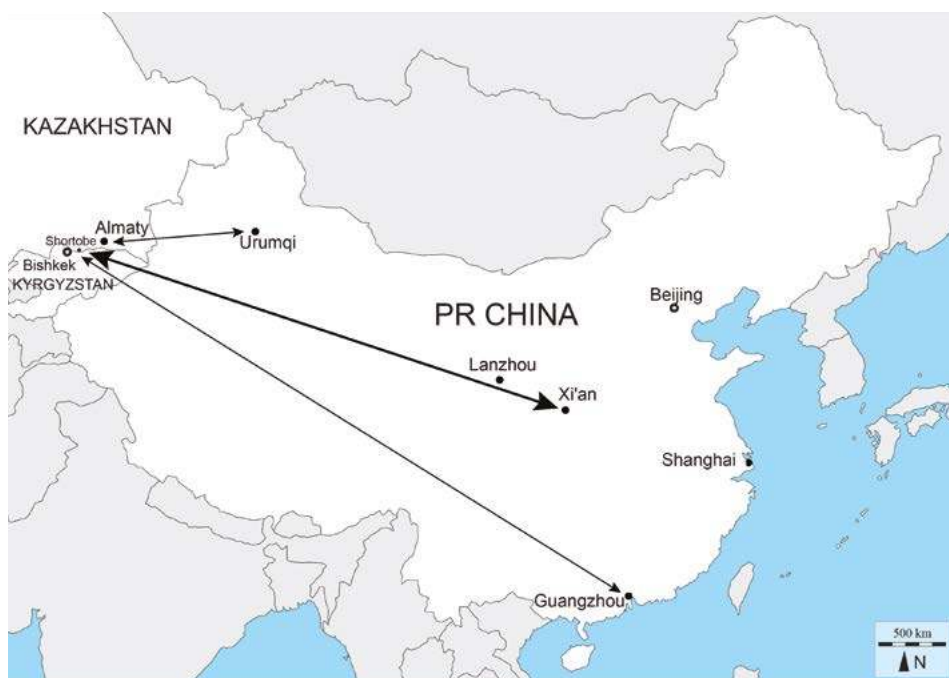 KAZAKHSTAN
Almaty
Shortobe
Urumqi
Bishkek
KYRGYZSTAN
Beijing
PR CHINA
Lanzhou
Xi'an
Shanghai
Guangzhou
500 km
N